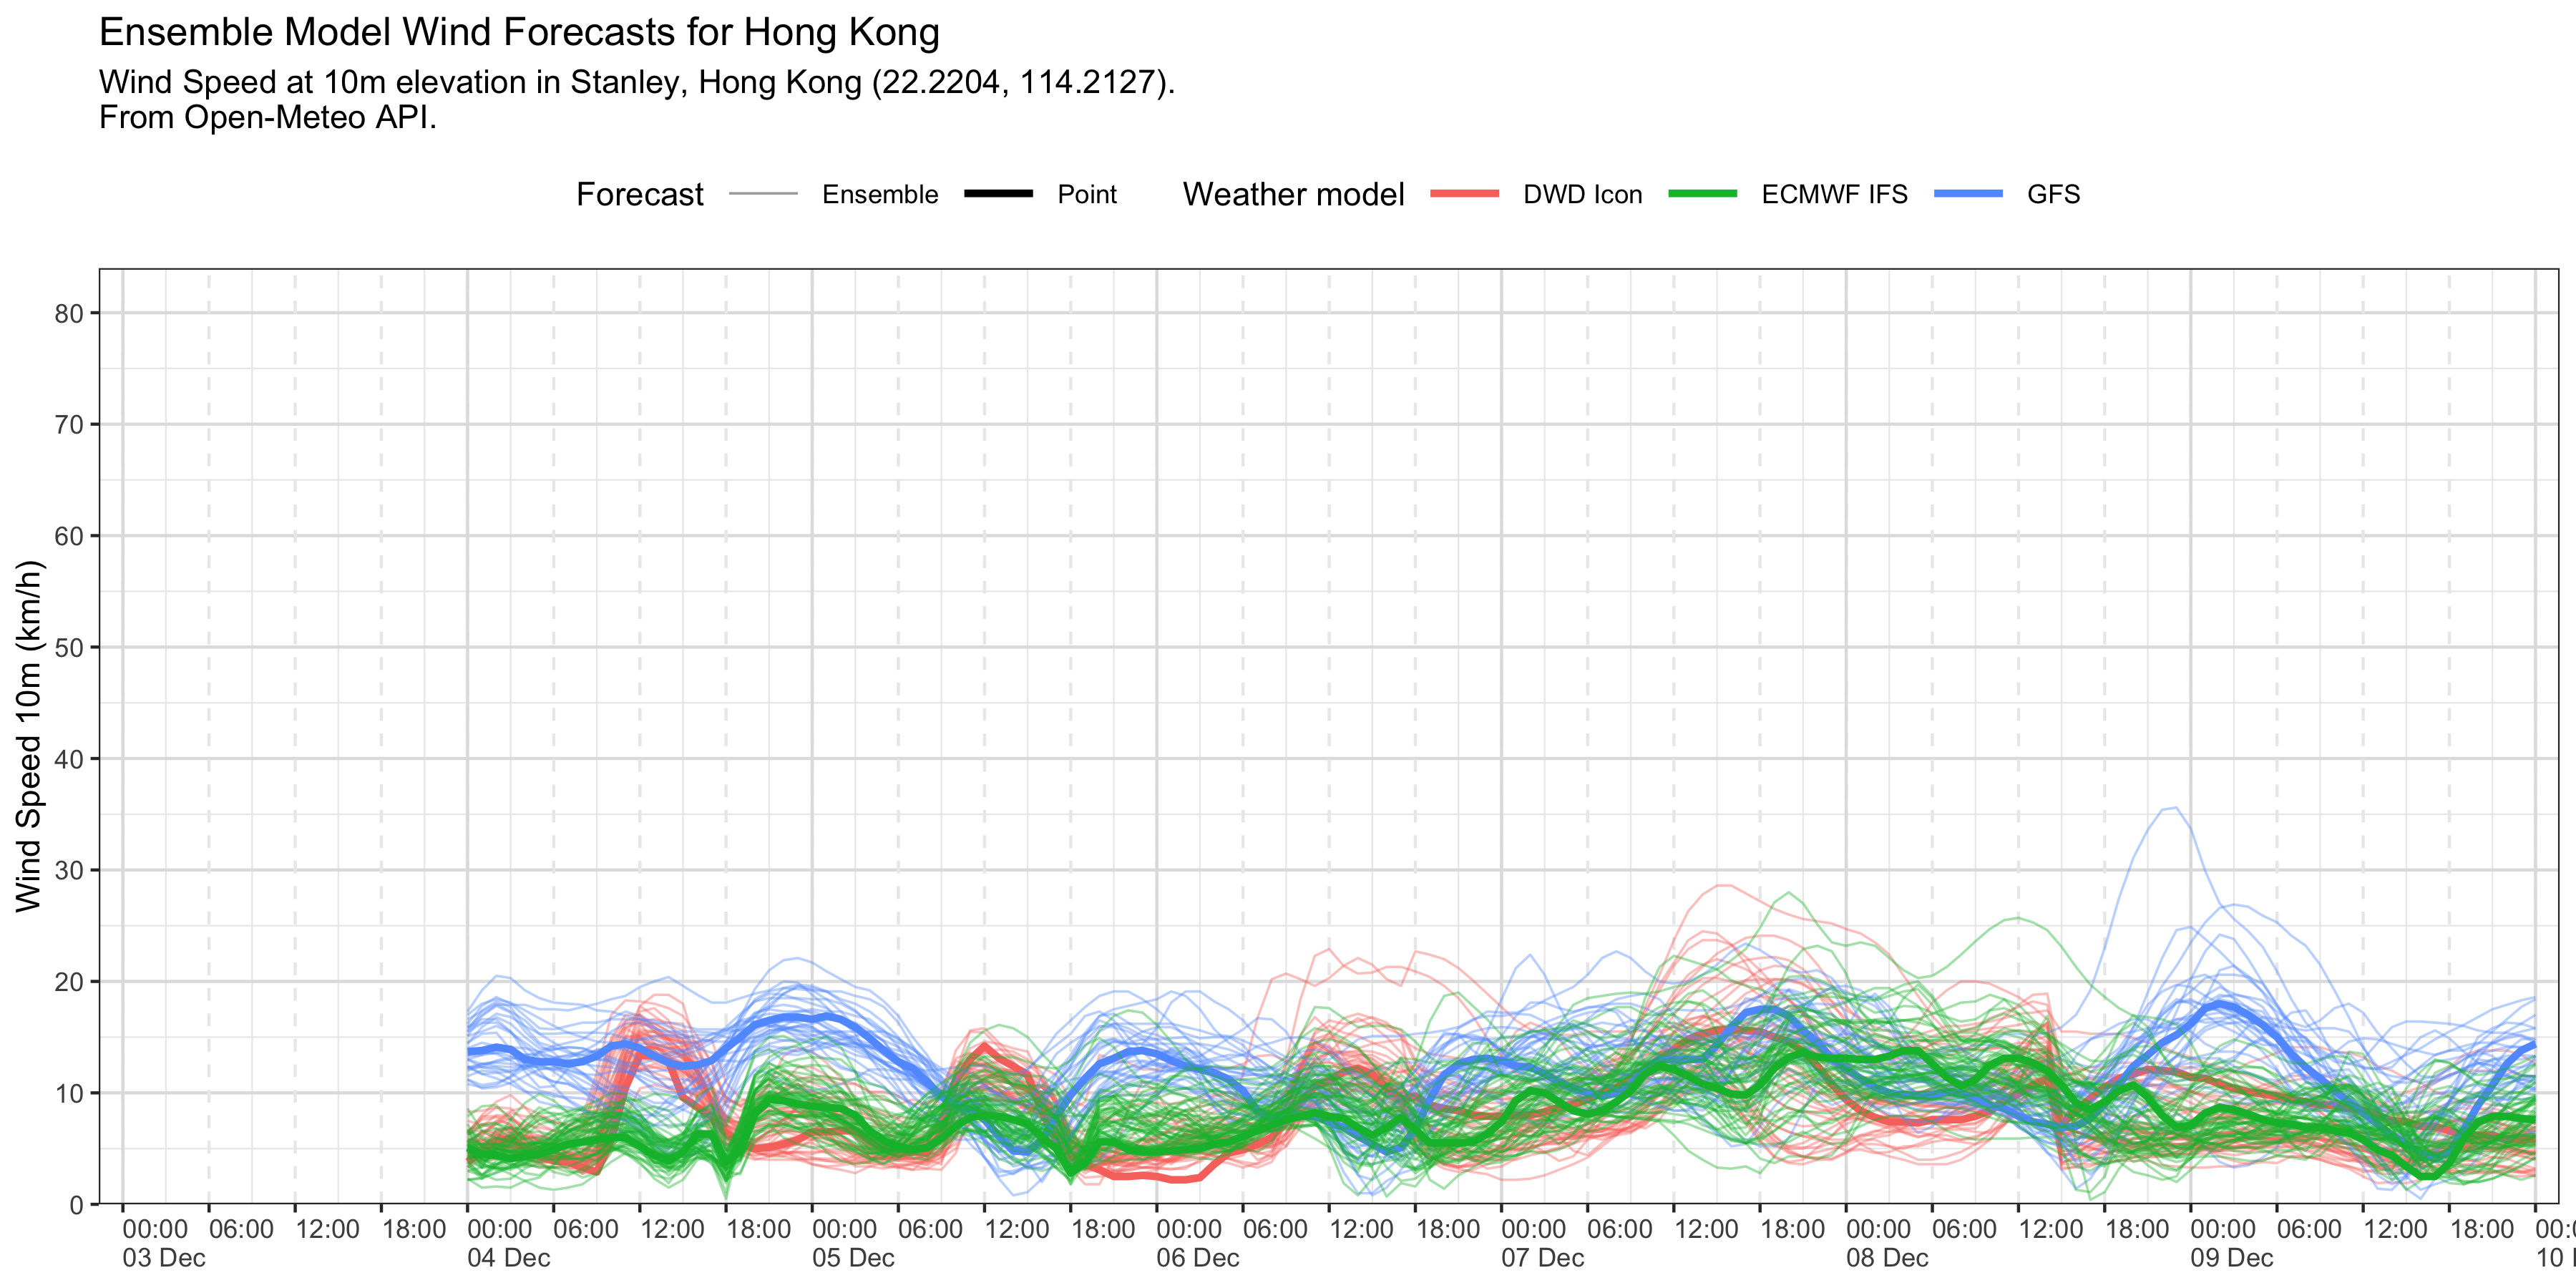 Ensemble Model Wind Forecasts for Hong Kong
Wind Speed at 10m elevation in Stanley, Hong Kong (22.2204, 114.2127).
From Open-Meteo API.
Forecast Ensemble Point Weather model DWD Icon ECMWF IFS GFS
Wind Speed 10m (km/h)
80
70
60
50
40
30
20
10
0
00:00 06:00 12:00 18:00 00:00 06:00 12:00 18:00 00:00 06:00 12:00 18:00 00:00 06:00 12:00 18:00 00:00 06:00 12:00 18:00 00:00 06:00 12:00 18:00 00:00 06:00 12:00 18:00
03 Dec 04 Dec 05 Dec 06 Dec 07 Dec 08 Dec 09 Dec 10